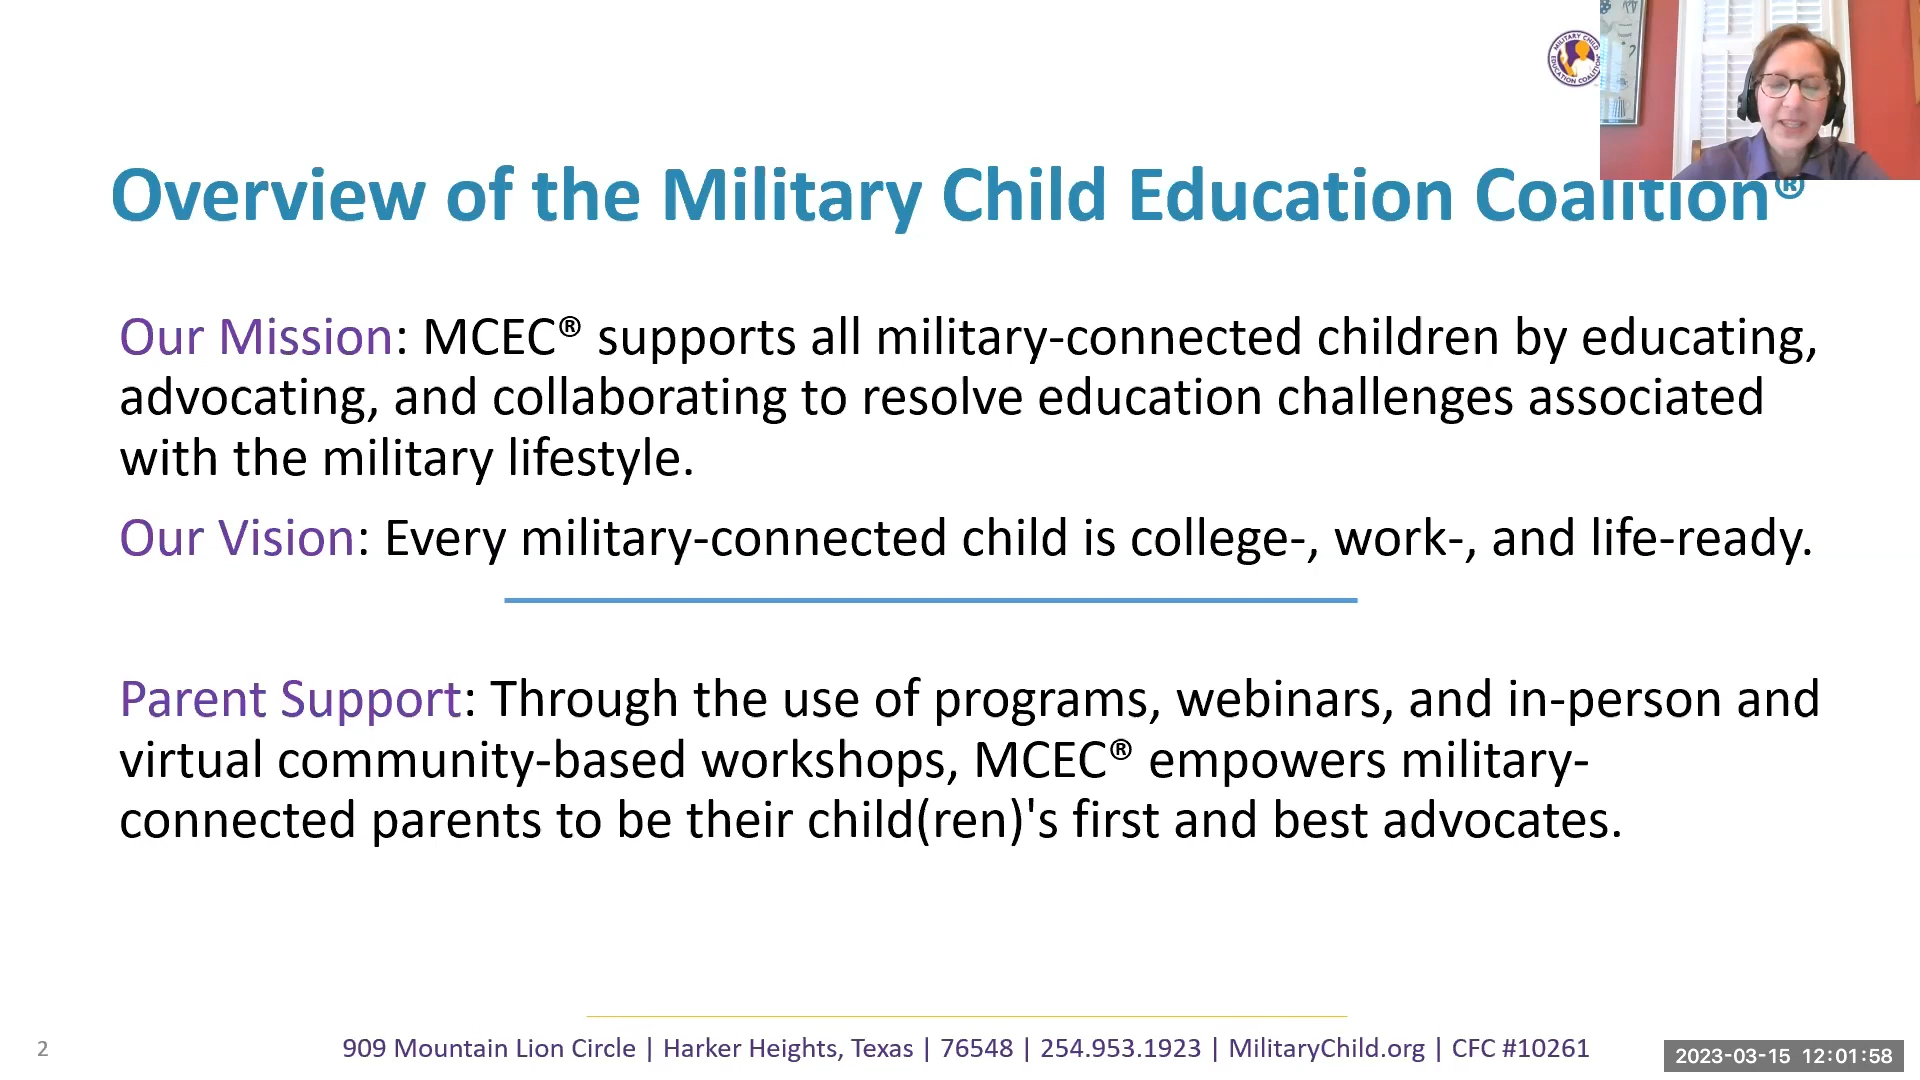 MILITARY CHILD
EDUCATION COALITION
Overview of the Military Child Education Coalition®
Our Mission: MCEC® supports all military-connected children by educating,
advocating, and collaborating to resolve education challenges associated
with the military lifestyle.
Our Vision: Every military-connected child is college-, work-, and life-ready.
Parent Support: Through the use of programs, webinars, and in-person and
virtual community-based workshops, MCEC® empowers military-
connected parents to be their child(ren)'s first and best advocates.
2
909 Mountain Lion Circle | Harker Heights, Texas | 76548 | 254.953.1923 | MilitaryChild.org | CFC #10261
2023-03-15 12:01:58